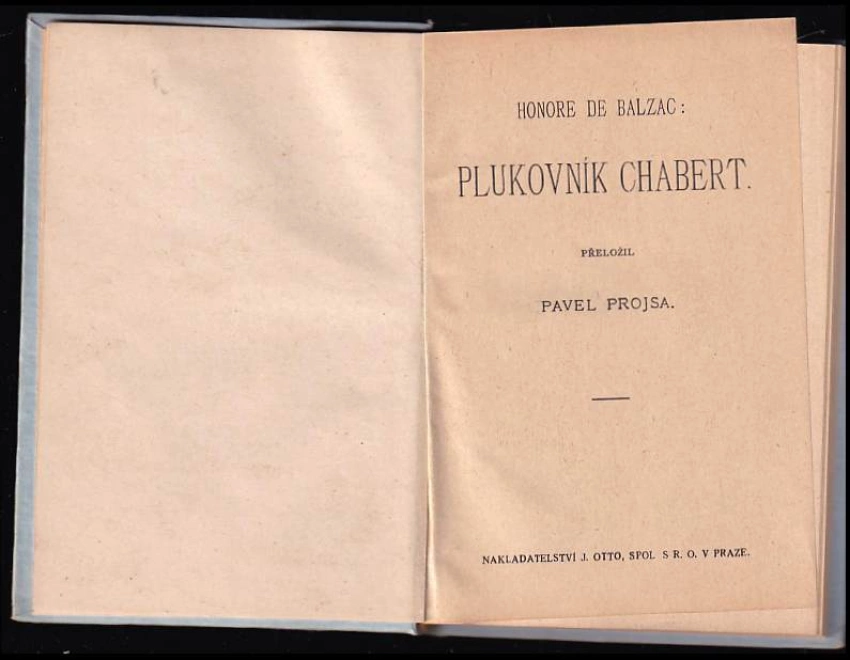 HONORE DE BALZAC:
PLUKOVNÍK CHABERT.
PŘELOŽIL
PAVEL PROJSA.
NAKLADATELSTVÍ J. OTTO, SPOL S R. O. V PRAZE.